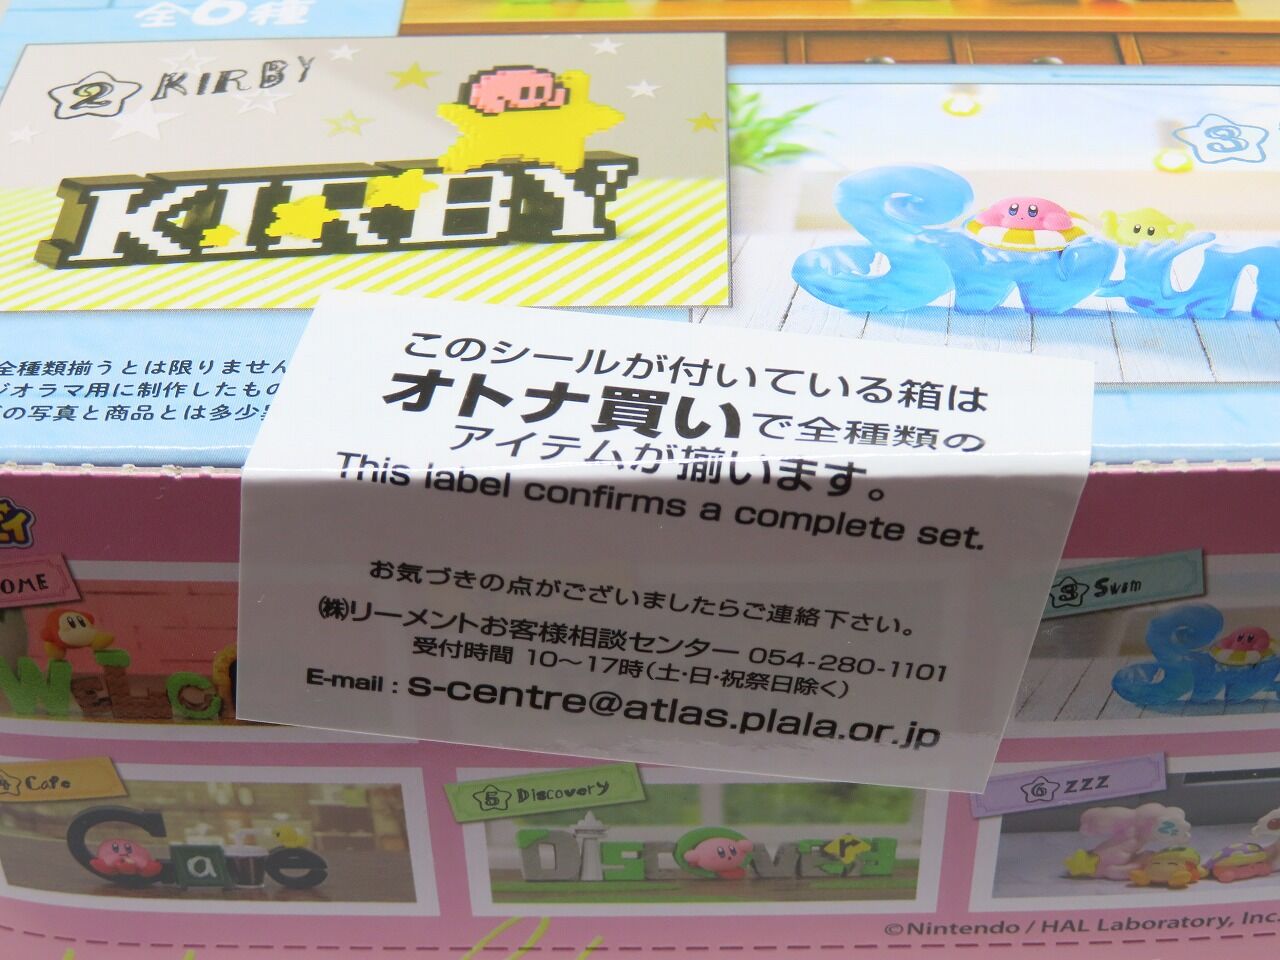 全6種
2 KIRBY
KIRBY
3
Swim
全種類揃うとは限りません
ジオラマ用に制作したもの
の写真と商品とは多少
このシールが付いている箱は
オトナ買いで全種類の
アイテムが揃います。
This label confirms a complete set.
お気づきの点がございましたらご連絡下さい。
㈱リーメントお客様相談センター 054-280-1101
受付時間 10～17時(土・日・祝祭日除く)
E-mail : s-centre@atlas.plala.or.jp
OME
3 Swim
4 Cafe
Cafe
5 Discovery
DISCOVERY
6 ZZZ
©Nintendo / HAL Laboratory, Inc.